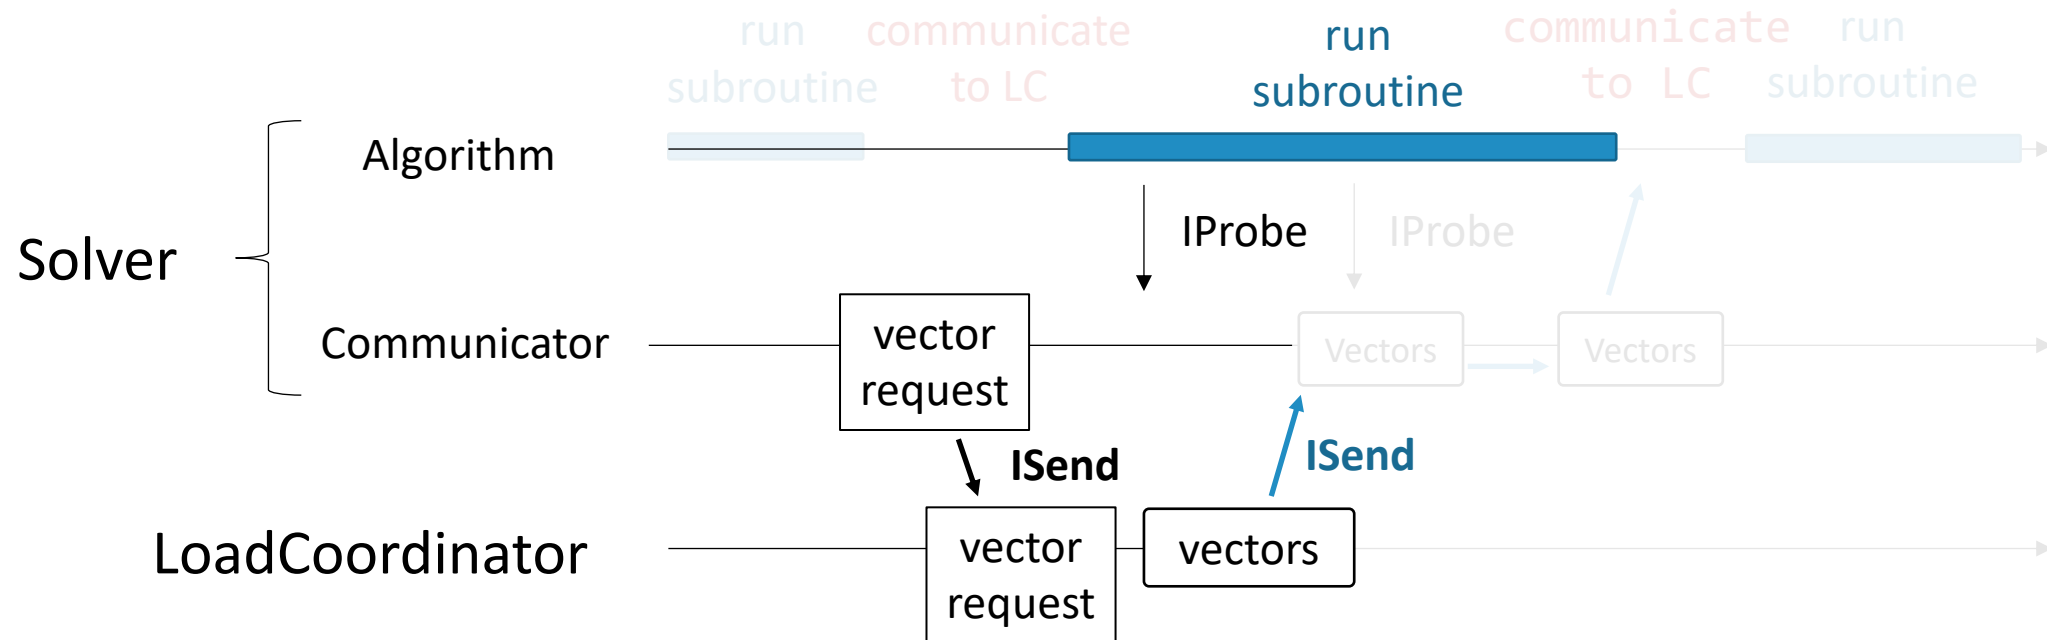 run
subroutine
communicate
to LC
run
subroutine
communicate
to LC
run
subroutine
Algorithm
IProbe
IProbe
Solver
Communicator
vector
request
Vectors
Vectors
ISend
ISend
LoadCoordinator
vector
request
vectors